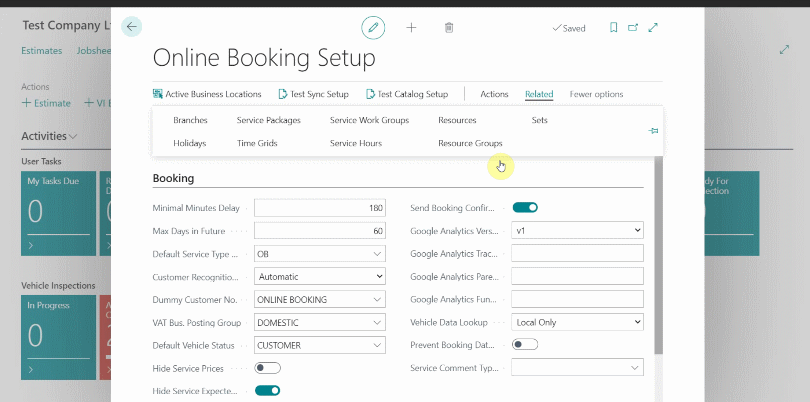 Test Company L
Saved
Online Booking Setup
Estimates Jobshee
Active Business Locations Test Sync Setup Test Catalog Setup Actions Related Fewer options
Actions
+ Estimate + VI
Branches Service Packages Service Work Groups Resources Sets
Holidays Time Grids Service Hours Resource Groups
Activities
User Tasks
Booking
My Tasks Due
0
Minimal Minutes Delay 180
Max Days in Future 60
Default Service Type ... OB
Customer Recognitio... Automatic
Dummy Customer No. ONLINE BOOKING
VAT Bus. Posting Group DOMESTIC
Default Vehicle Status CUSTOMER
Hide Service Prices
Hide Service Expecte...
Send Booking Confir...
Google Analytics Vers... v1
Google Analytics Trac...
Google Analytics Pare...
Google Analytics Fun...
Vehicle Data Lookup Local Only
Prevent Booking Dat...
Service Comment Typ...
Vehicle Inspections
In Progress
0
dy For
ection